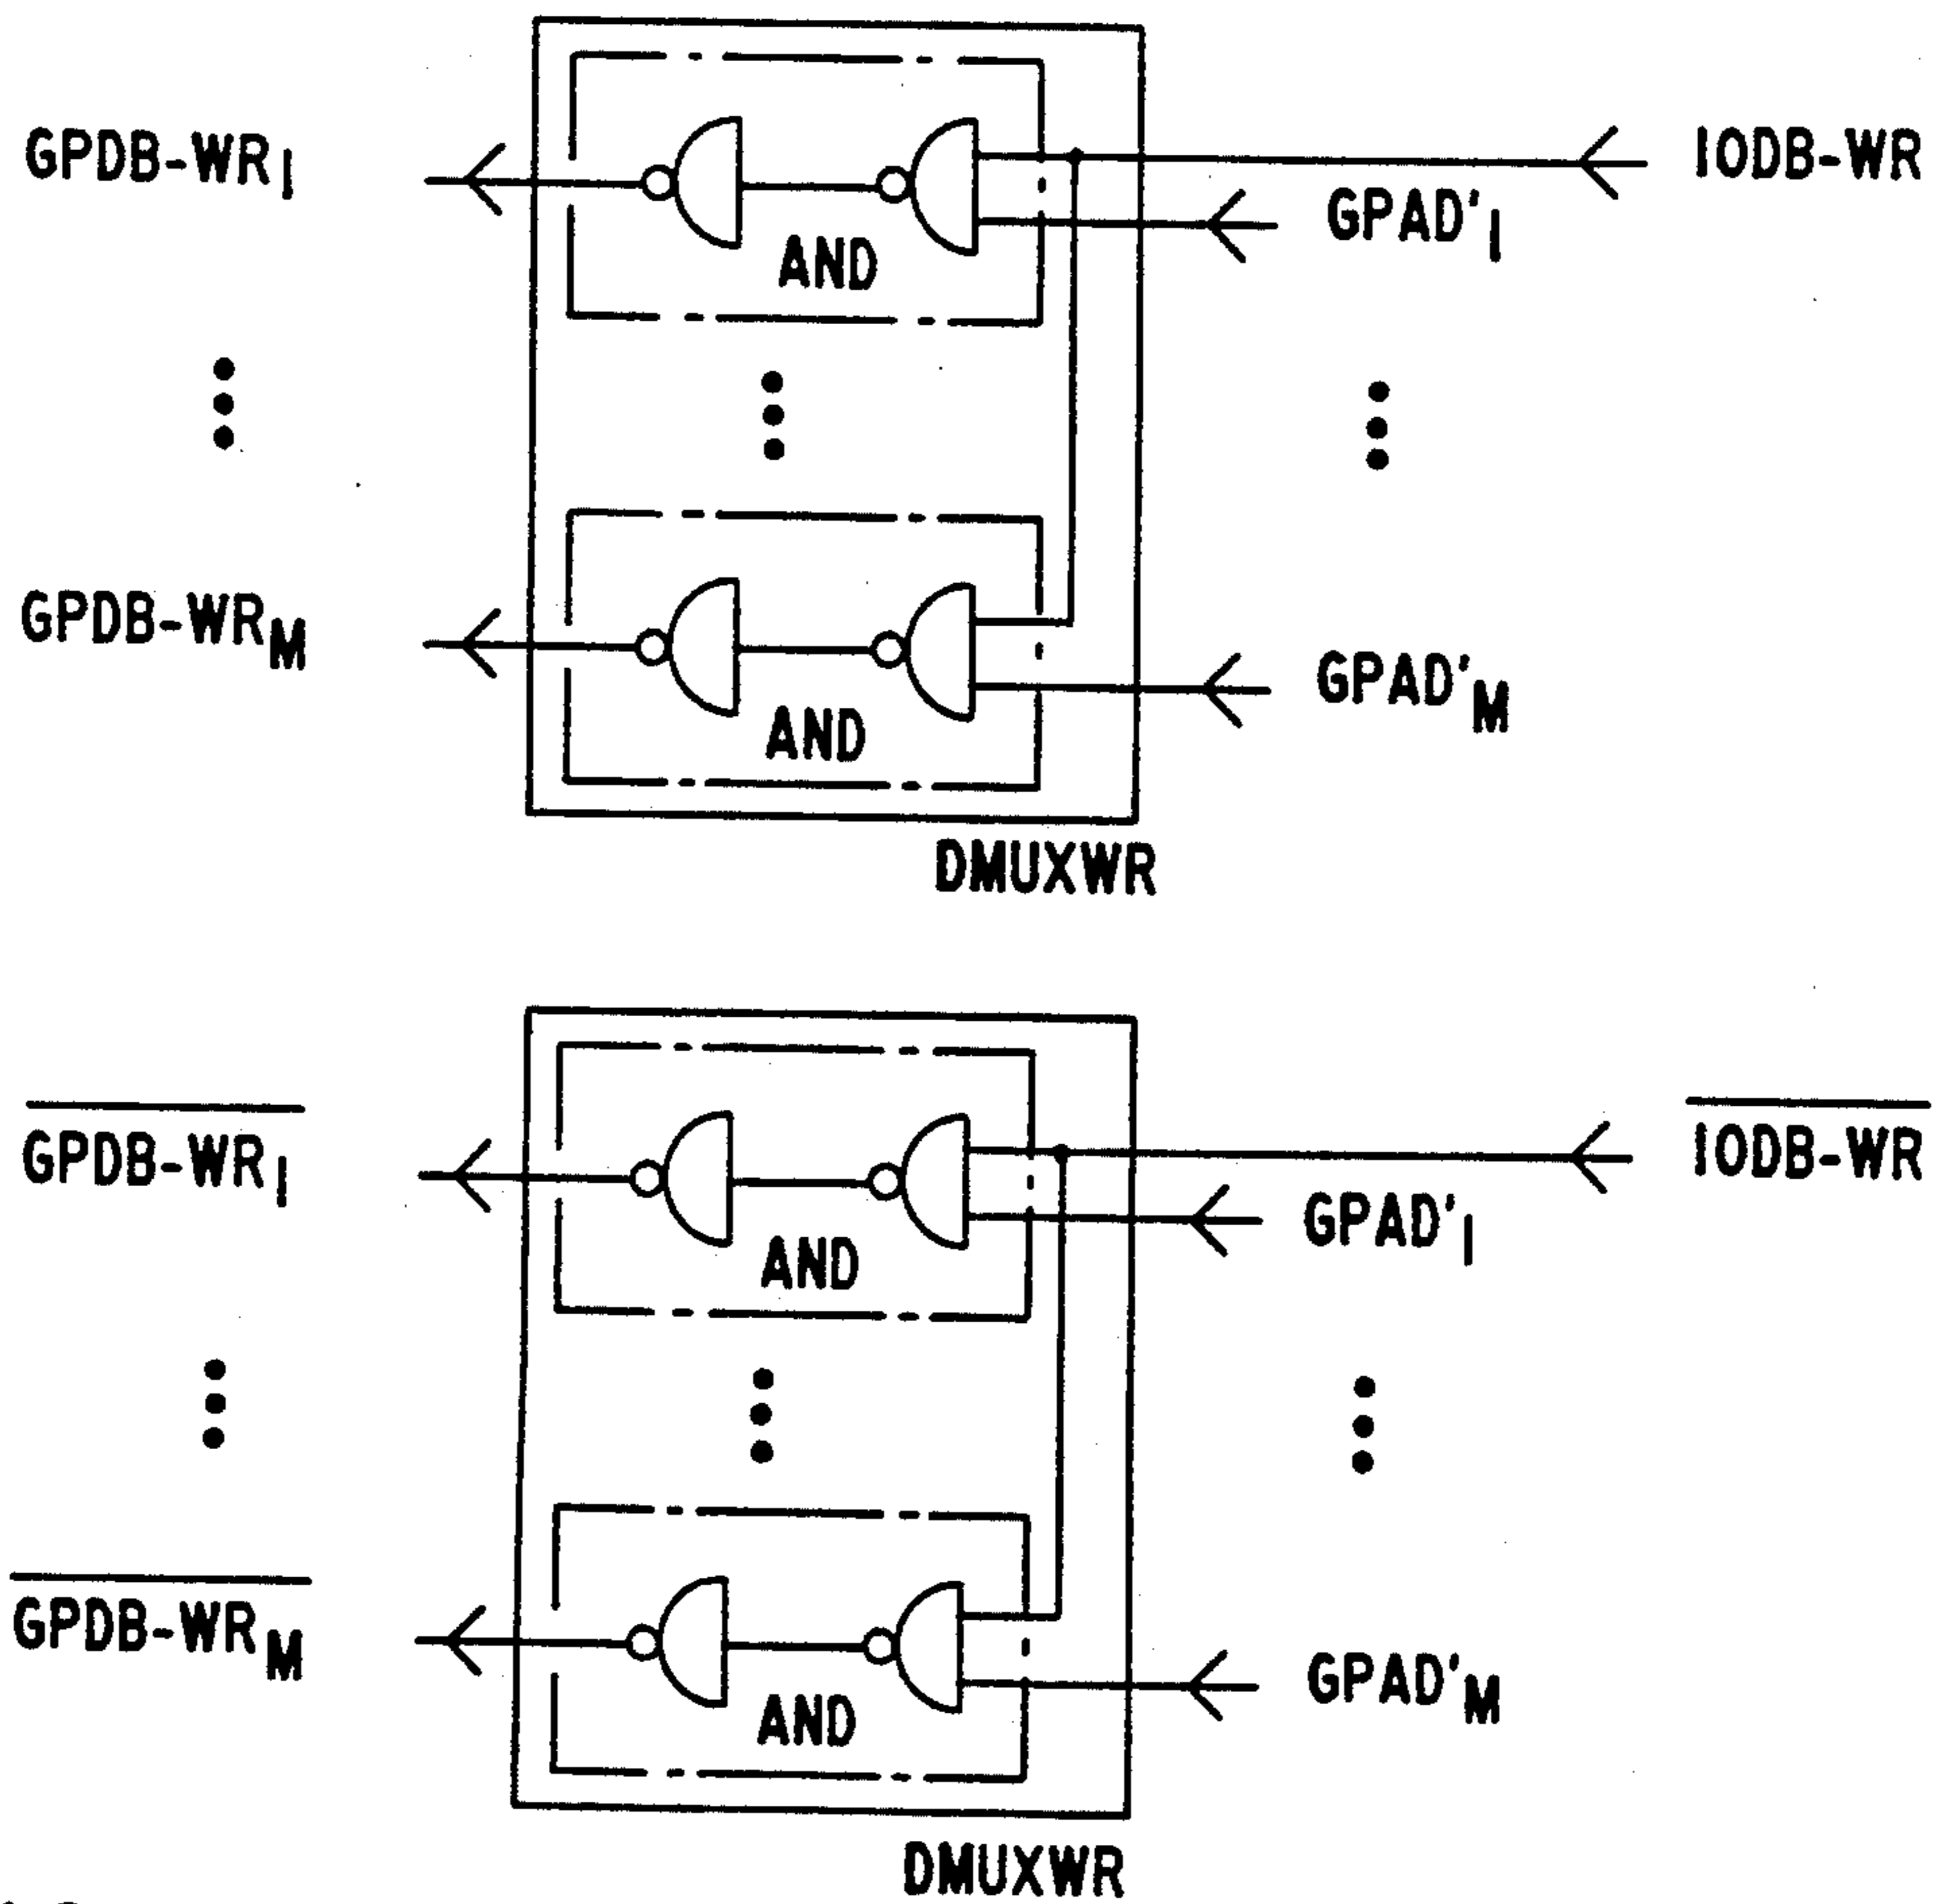 GPDB-WR1
IODB-WR
GPAD'1
AND
GPDB-WRM
GPAD'M
AND
DMUXWR
GPDB-WR1
IODB-WR
GPAD'1
AND
GPDB-WRM
GPAD'M
AND
DMUXWR